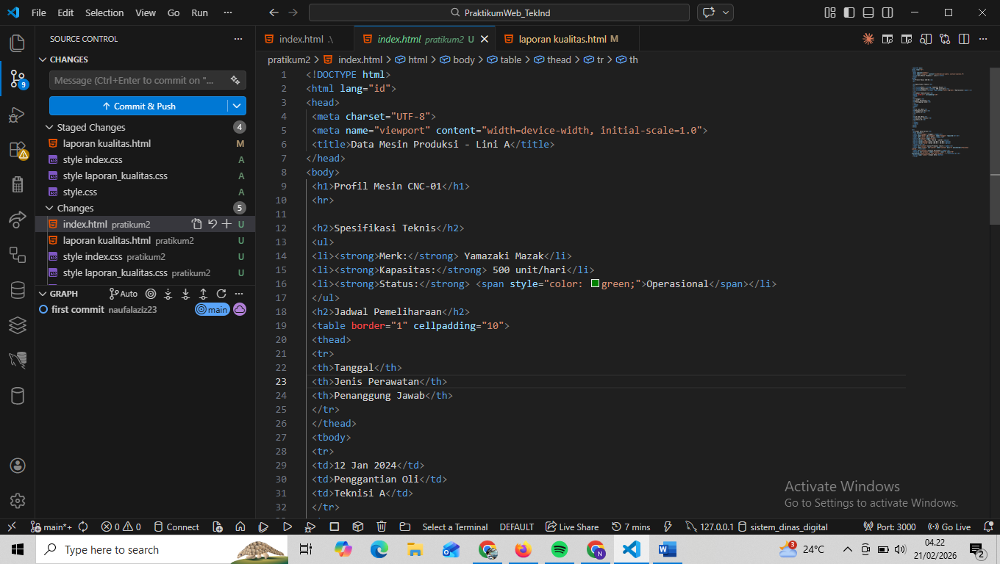 File Edit Selection View Go Run ··· PraktikumWeb_TekInd
SOURCE CONTROL ···
CHANGES
Message (Ctrl+Enter to commit on "...
Commit & Push
Staged Changes 4
laporan kualitas.html M
style index.css A
style laporan_kualitas.css A
style.css A
Changes 5
index.html pratikum2 U
laporan kualitas.html pratikum2 U
style index.css pratikum2 U
style laporan_kualitas.css pratikum2 U
GRAPH Auto ···
first commit naufalaziz23 main
9
index.html .\ index.html pratikum2 U laporan kualitas.html M
pratikum2 > index.html > html > body > table > thead > tr > th
1 <!DOCTYPE html>
2 <html lang="id">
3 <head>
4 <meta charset="UTF-8">
5 <meta name="viewport" content="width=device-width, initial-scale=1.0">
6 <title>Data Mesin Produksi - Lini A</title>
7 </head>
8 <body>
9 <h1>Profil Mesin CNC-01</h1>
10 <hr>
11
12 <h2>Spesifikasi Teknis</h2>
13 <ul>
14 <li><strong>Merk:</strong> Yamazaki Mazak</li>
15 <li><strong>Kapasitas:</strong> 500 unit/hari</li>
16 <li><strong>Status:</strong> <span style="color: green;">Operasional</span></li>
17 </ul>
18 <h2>Jadwal Pemeliharaan</h2>
19 <table border="1" cellpadding="10">
20 <thead>
21 <tr>
22 <th>Tanggal</th>
23 <th>Jenis Perawatan</th>
24 <th>Penanggung Jawab</th>
25 </tr>
26 </thead>
27 <tbody>
28 <tr>
29 <td>12 Jan 2024</td>
30 <td>Penggantian Oli</td>
31 <td>Teknisi A</td>
32 </tr>
Activate Windows
Go to Settings to activate Windows.
main*+ 0 0 Connect Select a Terminal DEFAULT Live Share 7 mins 127.0.0.1 sistem_dinas_digital Port: 3000 Go Live
Type here to search 3 24°C 04.22
21/02/2026 2